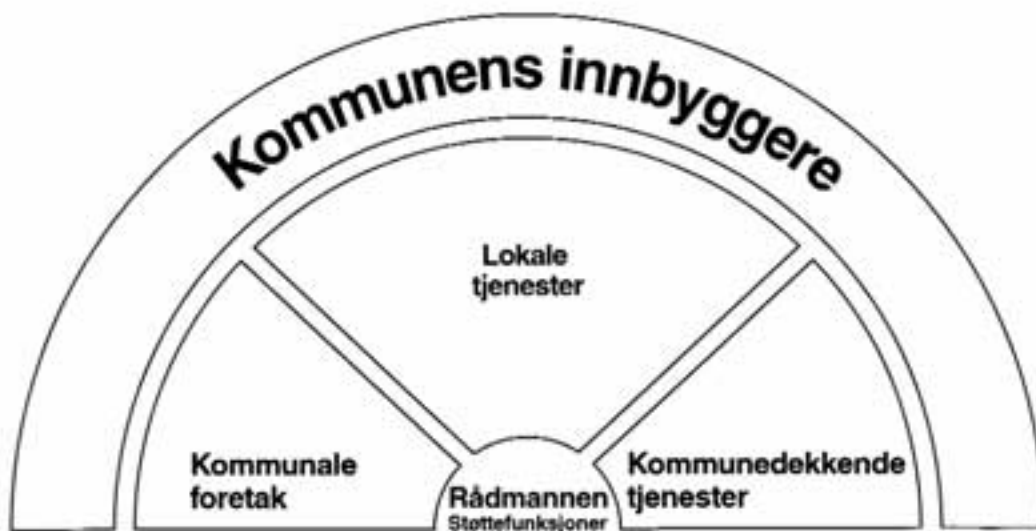 Kommunens innbyggere
Lokale
tjenester
Kommunale
foretak
Rådmannen
Støttefunksjoner
Kommunedekkende
tjenester